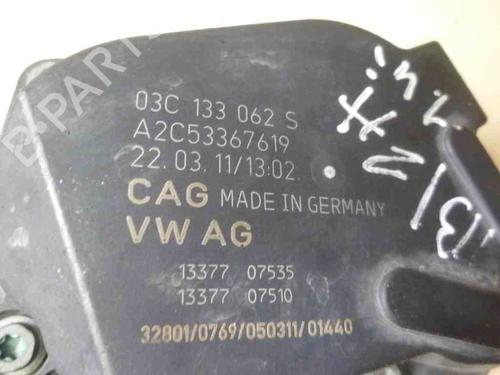 03C 133 062 S
A2C53367619
22.03.11/13:02.
CAG MADE IN GERMANY
VW AG
13377 07535
13377 07510
32801/0769/050311/01440
B PARTS